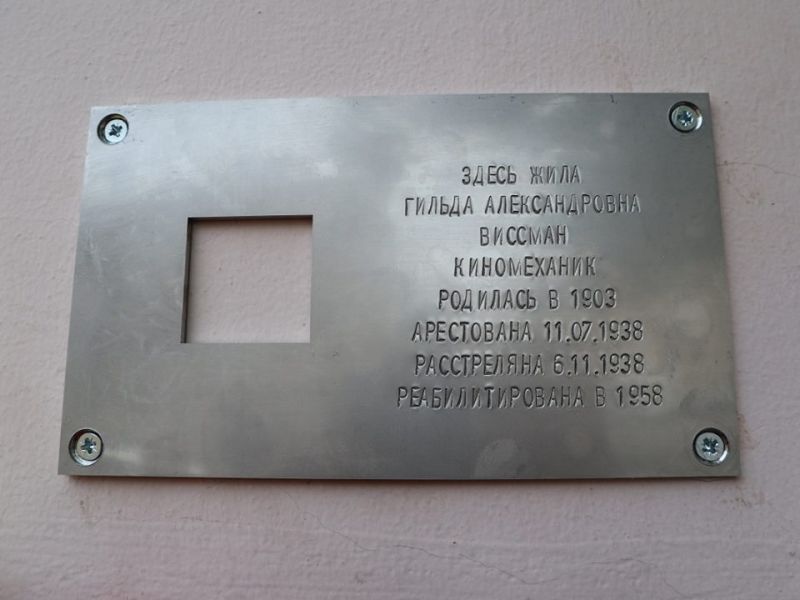 ЗДЕСЬ ЖИЛА
ГИЛЬДА АЛЕКСАНДРОВНА
ВИССМАН
КИНОМЕХАНИК
РОДИЛАСЬ В 1903
АРЕСТОВАНА 11.07.1938
РАССТРЕЛЯНА 6.11.1938
РЕАБИЛИТИРОВАНА В 1958